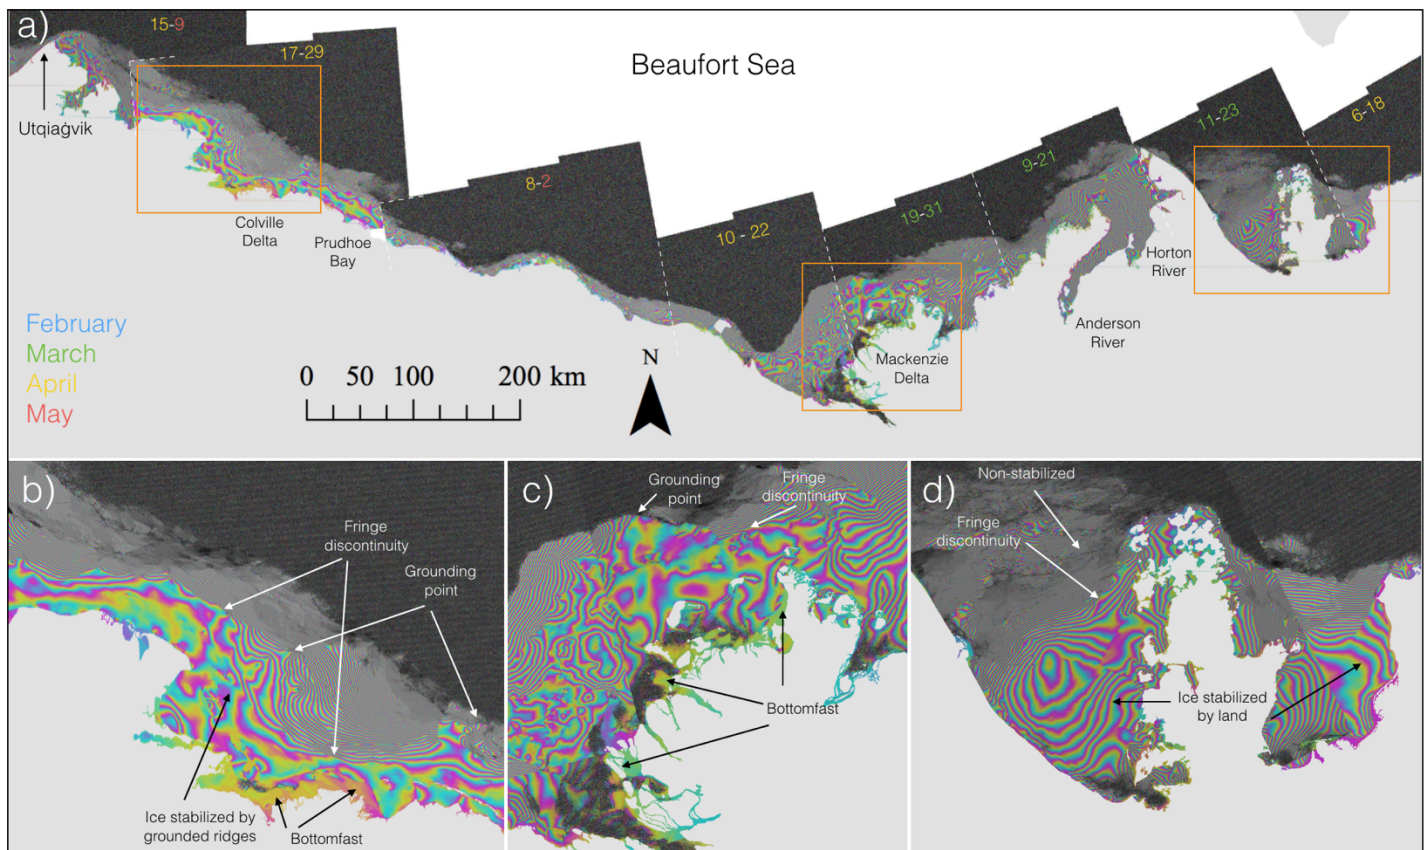 a)
15-9
17-29
Beaufort Sea
11-23
6-18
Utqiaġvik
8-2
9-21
19-31
10 - 22
Colville
Delta
Prudhoe
Bay
Horton
River
February
March
April
May
0 50 100 200 km
N
Anderson
River
Mackenzie
Delta
b)
Fringe
discontinuity
Grounding
point
Ice stabilized by
grounded ridges
Bottomfast
c)
Grounding
point
Fringe
discontinuity
Bottomfast
d)
Non-stabilized
Fringe
discontinuity
Ice stabilized
by land